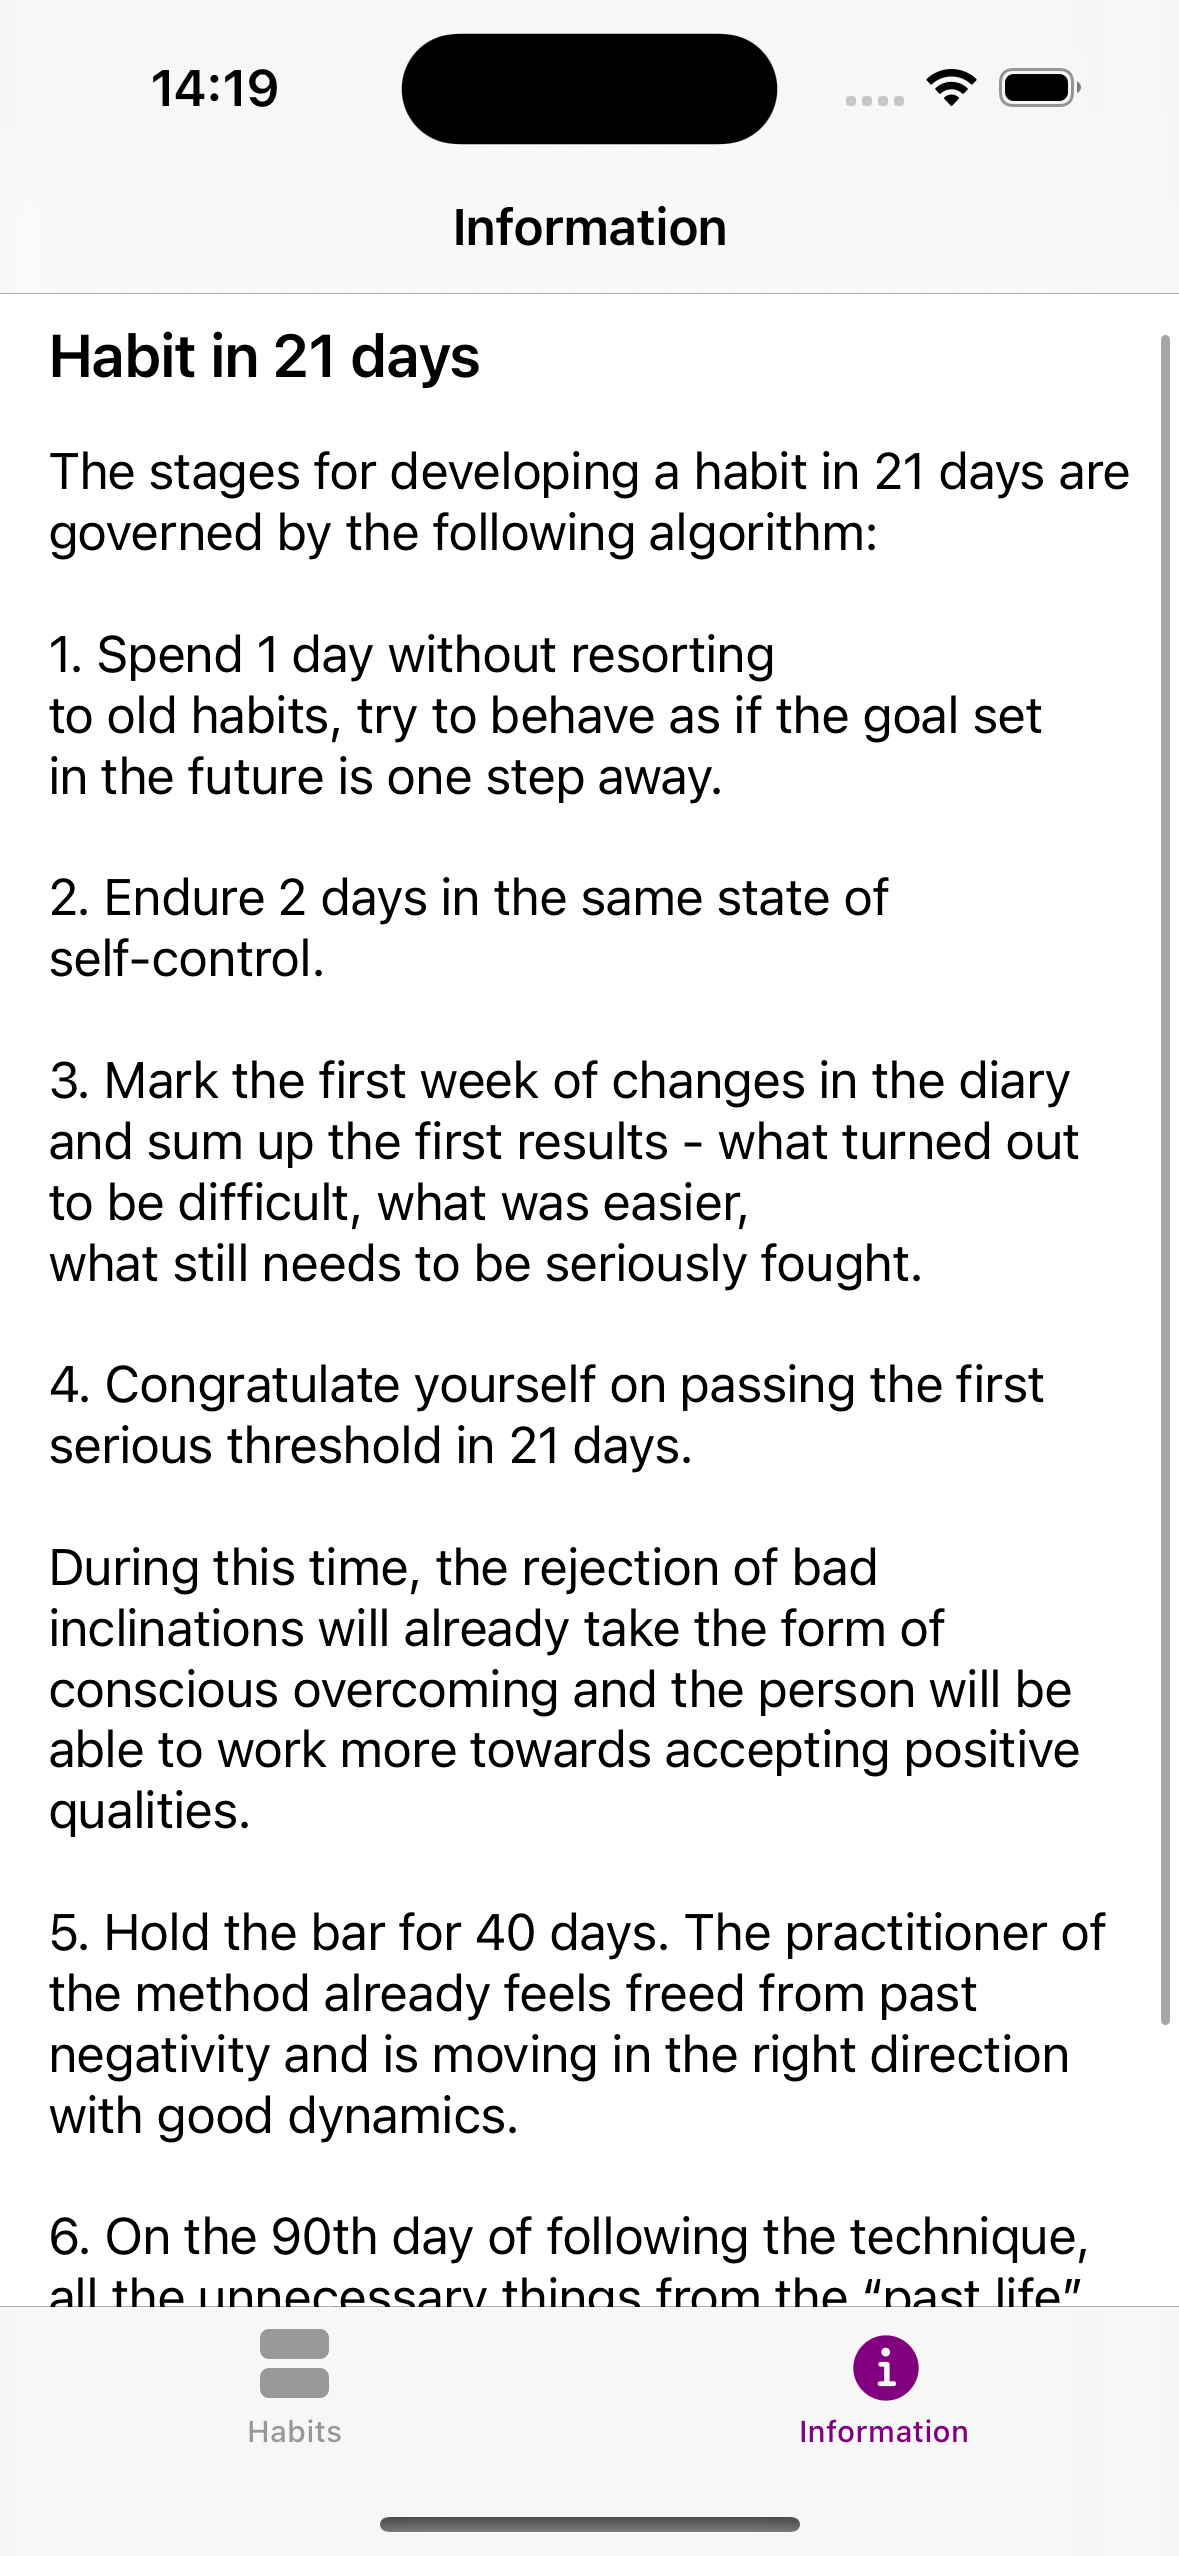 14:19
Information
Habit in 21 days
The stages for developing a habit in 21 days are
governed by the following algorithm:
1. Spend 1 day without resorting
to old habits, try to behave as if the goal set
in the future is one step away.
2. Endure 2 days in the same state of
self-control.
3. Mark the first week of changes in the diary
and sum up the first results - what turned out
to be difficult, what was easier,
what still needs to be seriously fought.
4. Congratulate yourself on passing the first
serious threshold in 21 days.
During this time, the rejection of bad
inclinations will already take the form of
conscious overcoming and the person will be
able to work more towards accepting positive
qualities.
5. Hold the bar for 40 days. The practitioner of
the method already feels freed from past
negativity and is moving in the right direction
with good dynamics.
6. On the 90th day of following the technique,
all the unnecessary things from the “past life”
Habits
Information